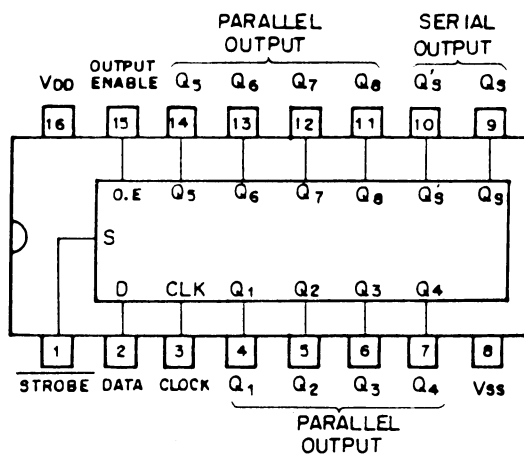 PARALLEL OUTPUT
SERIAL OUTPUT
VDD OUTPUT ENABLE Q5 Q6 Q7 Q8 Q'S QS
16 15 14 13 12 11 10 9
O.E Q5 Q6 Q7 Q8 Q'S QS
S
D CLK Q1 Q2 Q3 Q4
1 2 3 4 5 6 7 8
STROBE DATA CLOCK Q1 Q2 Q3 Q4 VSS
PARALLEL
OUTPUT